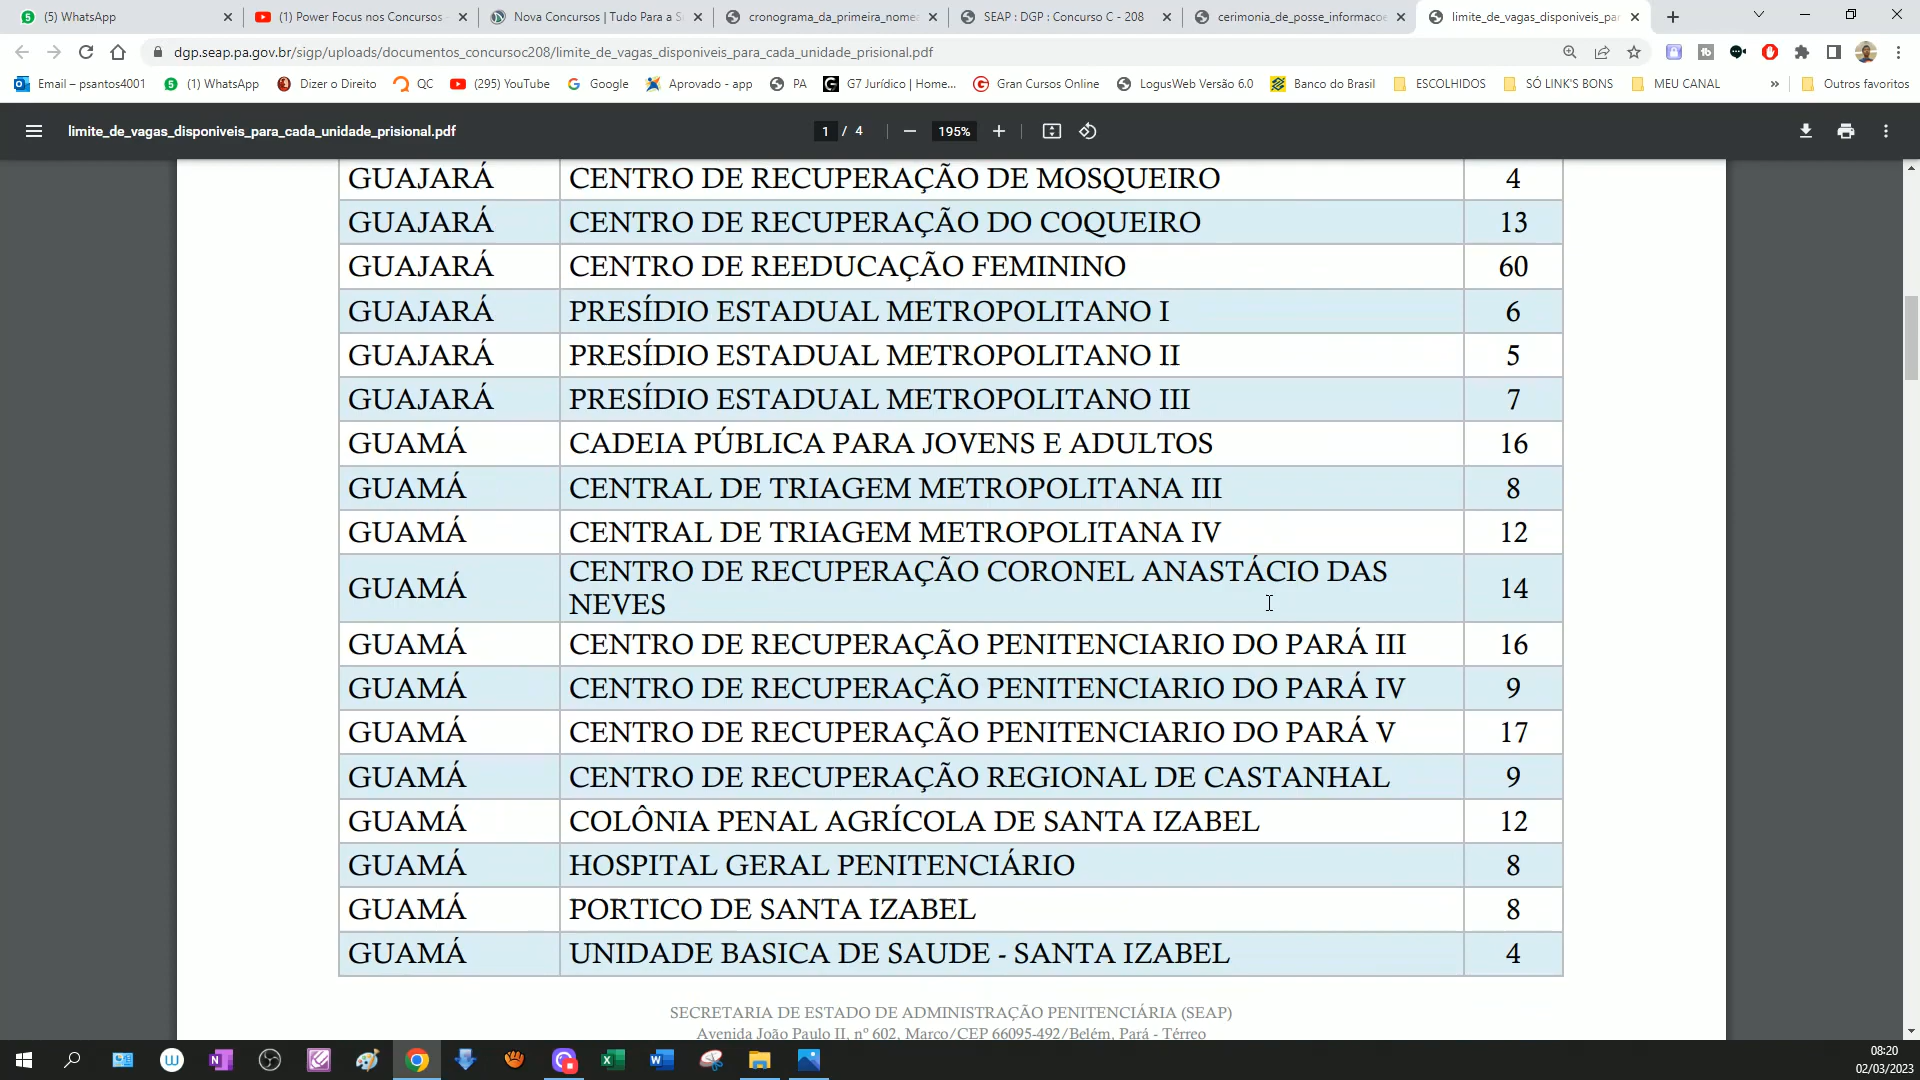 (5) WhatsApp
(1) Power Focus nos Concursos
Nova Concursos | Tudo Para a S
cronograma_da_primeira_nomea
SEAP : DGP : Concurso C - 208
cerimonia_de_posse_informacoe
limite_de_vagas_disponiveis_par
dgp.seap.pa.gov.br/sigp/uploads/documentos_concursoc208/limite_de_vagas_disponiveis_para_cada_unidade_prisional.pdf
Email – psantos4001
(1) WhatsApp
Dizer o Direito
QC
(295) YouTube
Google
Aprovado - app
PA
G7 Jurídico | Home...
Gran Cursos Online
LogusWeb Versão 6.0
Banco do Brasil
ESCOLHIDOS
SÓ LINK'S BONS
MEU CANAL
»
Outros favoritos
limite_de_vagas_disponiveis_para_cada_unidade_prisional.pdf
1 / 4
195%
GUAJARÁ CENTRO DE RECUPERAÇÃO DE MOSQUEIRO 4
GUAJARÁ CENTRO DE RECUPERAÇÃO DO COQUEIRO 13
GUAJARÁ CENTRO DE REEDUCAÇÃO FEMININO 60
GUAJARÁ PRESÍDIO ESTADUAL METROPOLITANO I 6
GUAJARÁ PRESÍDIO ESTADUAL METROPOLITANO II 5
GUAJARÁ PRESÍDIO ESTADUAL METROPOLITANO III 7
GUAMÁ CADEIA PÚBLICA PARA JOVENS E ADULTOS 16
GUAMÁ CENTRAL DE TRIAGEM METROPOLITANA III 8
GUAMÁ CENTRAL DE TRIAGEM METROPOLITANA IV 12
GUAMÁ CENTRO DE RECUPERAÇÃO CORONEL ANASTÁCIO DAS
NEVES 14
GUAMÁ CENTRO DE RECUPERAÇÃO PENITENCIARIO DO PARÁ III 16
GUAMÁ CENTRO DE RECUPERAÇÃO PENITENCIARIO DO PARÁ IV 9
GUAMÁ CENTRO DE RECUPERAÇÃO PENITENCIARIO DO PARÁ V 17
GUAMÁ CENTRO DE RECUPERAÇÃO REGIONAL DE CASTANHAL 9
GUAMÁ COLÔNIA PENAL AGRÍCOLA DE SANTA IZABEL 12
GUAMÁ HOSPITAL GERAL PENITENCIÁRIO 8
GUAMÁ PORTICO DE SANTA IZABEL 8
GUAMÁ UNIDADE BASICA DE SAUDE - SANTA IZABEL 4
SECRETARIA DE ESTADO DE ADMINISTRAÇÃO PENITENCIÁRIA (SEAP)
Avenida João Paulo II, nº 602, Marco/CEP 66095-492/Belém, Pará - Térreo
08:20
02/03/2023